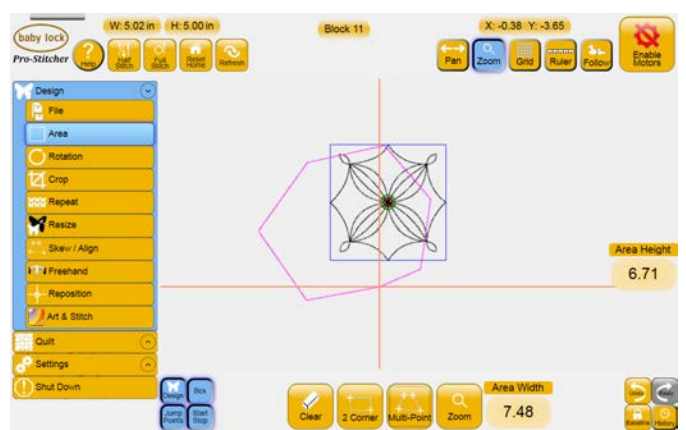 baby lock
Pro-Stitcher
W: 5.02 in H: 5.00 in
Block 11
X: -0.38 Y: -3.65
Help
Half Stitch
Full Stitch
Reset Home
Refresh
Pan
Zoom
Grid
Ruler
Follow
Enable Motors
Design
File
Area
Rotation
Crop
Repeat
Resize
Skew / Align
Freehand
Reposition
Art & Stitch
Quilt
Settings
Shut Down
Area Height
6.71
Design
Box
Jump Points
Start Stop
Clear
2 Corner
Multi-Point
Zoom
Area Width
7.48
Undo
Redo
Baseline
History